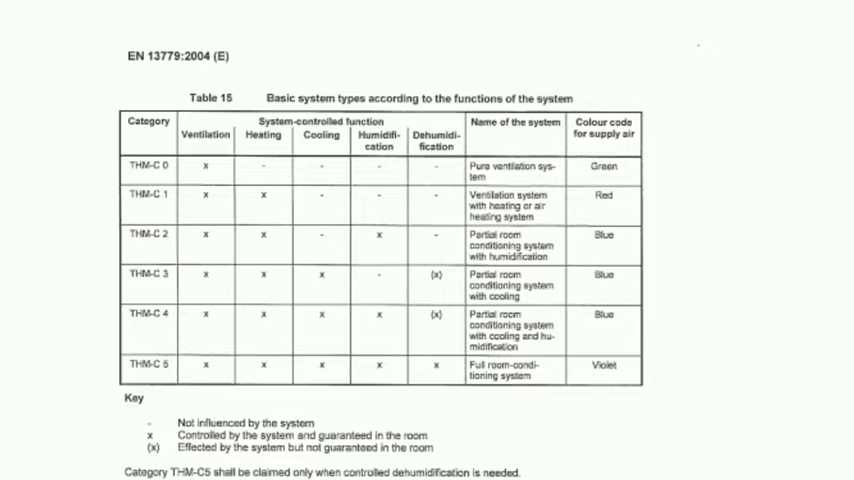 EN 13779:2004 (E)
Table 15 Basic system types according to the functions of the system
Category System-controlled function Name of the system Colour code for supply air
Ventilation Heating Cooling Humidifi-cation Dehumidi-fication
THM-C 0 x - - - - Pure ventilation sys-tem Green
THM-C 1 x x - - - Ventilation system with heating or air heating system Red
THM-C 2 x x - x - Partial room conditioning system with humidification Blue
THM-C 3 x x x - (x) Partial room conditioning system with cooling Blue
THM-C 4 x x x x (x) Partial room conditioning system with cooling and hu-midification Blue
THM-C 5 x x x x x Full room-condi-tioning system Violet
Key
- Not influenced by the system
x Controlled by the system and guaranteed in the room
(x) Effected by the system but not guaranteed in the room
Category THM-C5 shall be claimed only when controlled dehumidification is needed.